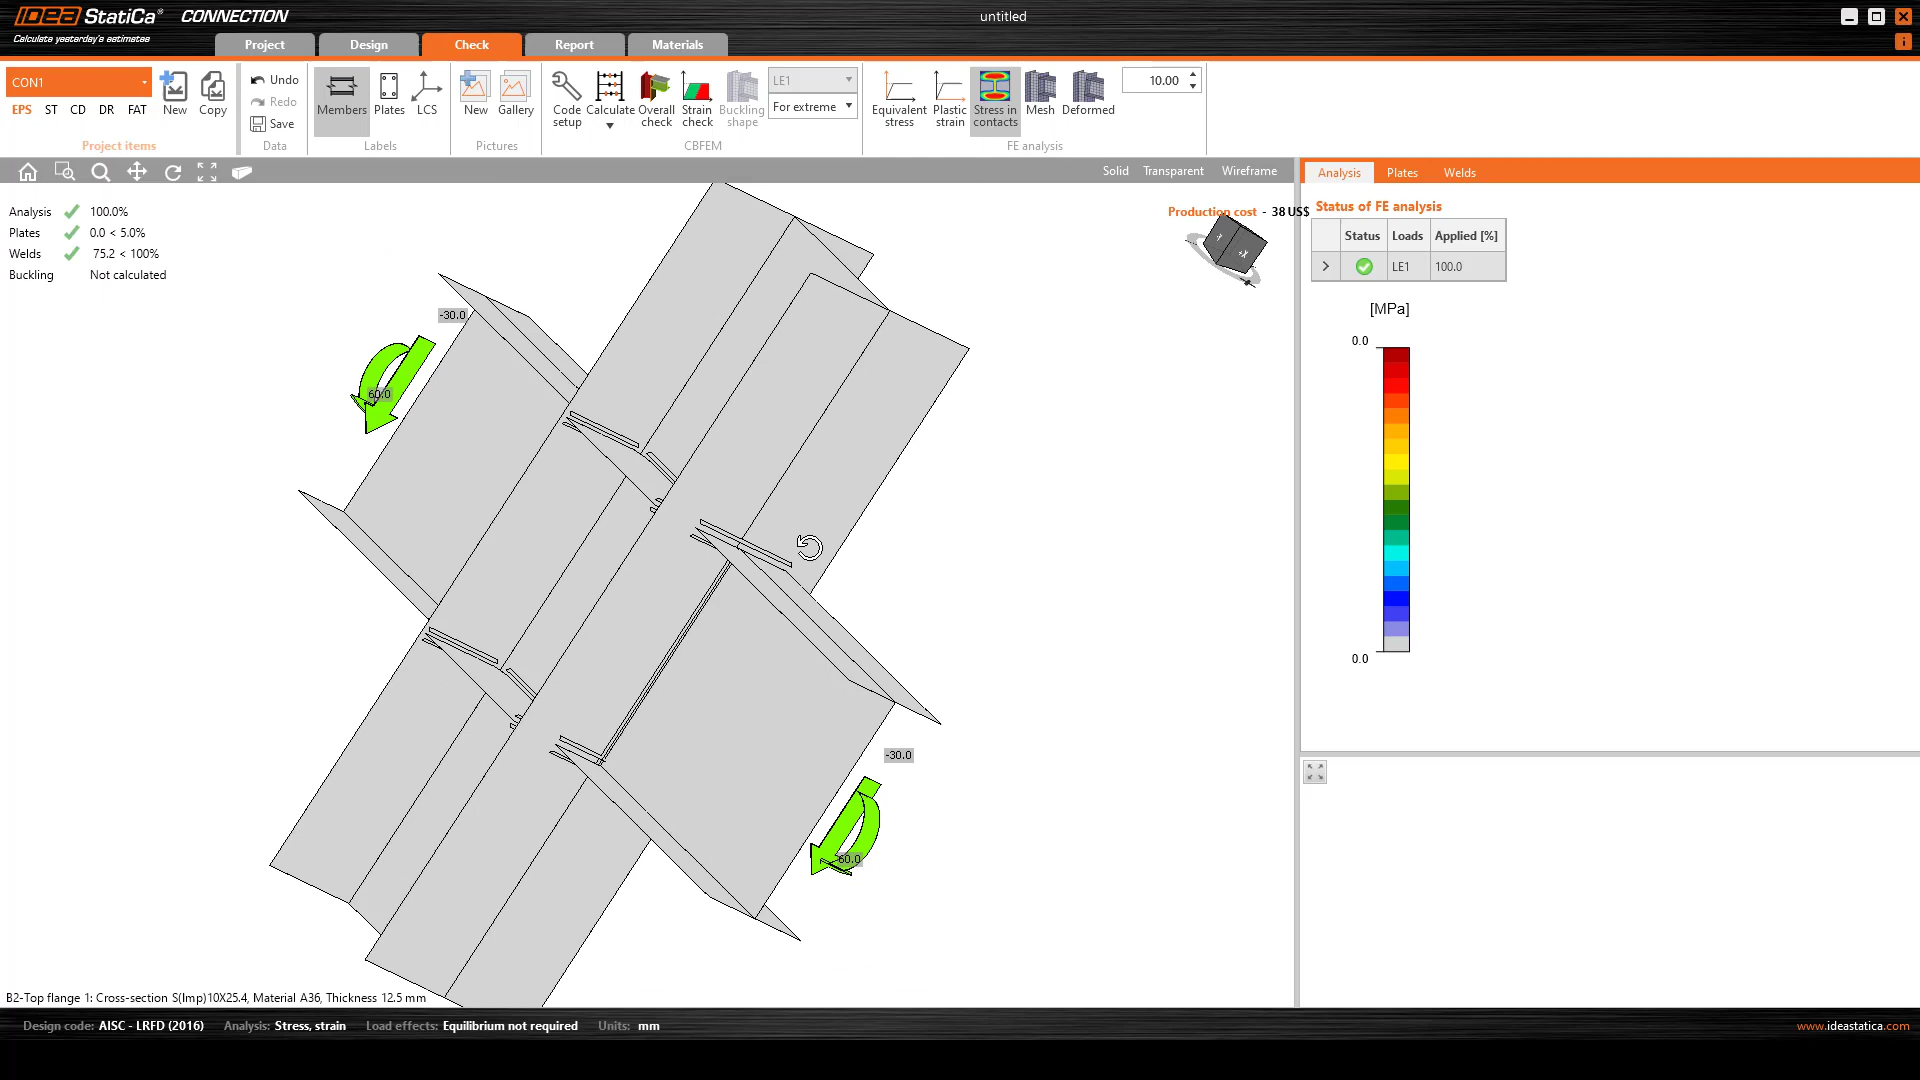 IDEA StatiCa® CONNECTION
Calculate yesterday's estimates
untitled
Project
Design
Check
Report
Materials
CON1
EPS ST CD DR FAT
New
Copy
Project items
Undo
Redo
Save
Data
Members
Plates
LCS
Labels
New
Gallery
Pictures
Code setup
Calculate
Overall check
Strain check
Buckling shape
LE1
For extreme
CBFEM
Equivalent stress
Plastic strain
Stress in contacts
Mesh
Deformed
10.00
FE analysis
Solid
Transparent
Wireframe
Analysis 100.0%
Plates 0.0 < 5.0%
Welds 75.2 < 100%
Buckling Not calculated
Production cost - 38 US$
-30.0
60.0
-30.0
-60.0
+X
Analysis
Plates
Welds
Status of FE analysis
Status Loads Applied [%]
LE1 100.0
[MPa]
0.0
0.0
B2-Top flange 1: Cross-section S(Imp)10X25.4, Material A36, Thickness 12.5 mm
Design code: AISC - LRFD (2016) Analysis: Stress, strain Load effects: Equilibrium not required Units: mm
www.ideastatica.com